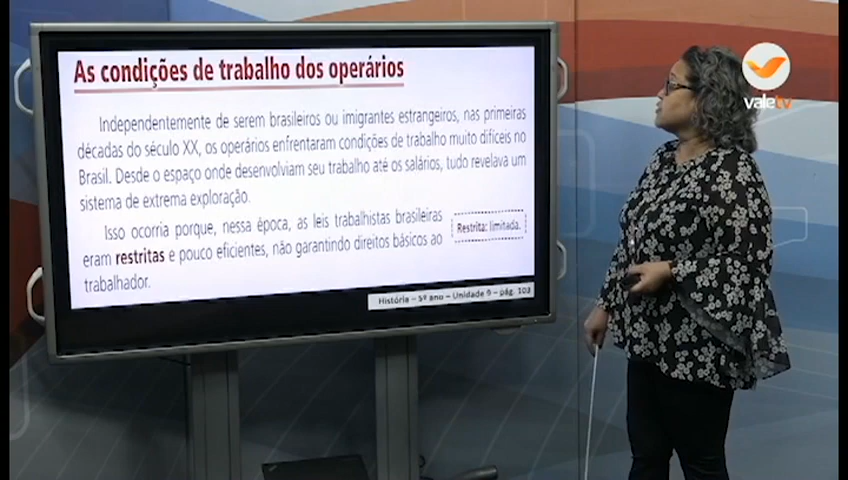 As condições de trabalho dos operários
Independentemente de serem brasileiros ou imigrantes estrangeiros, nas primeiras
décadas do século XX, os operários enfrentaram condições de trabalho muito difíceis no
Brasil. Desde o espaço onde desenvolviam seu trabalho até os salários, tudo revelava um
sistema de extrema exploração.
Isso ocorria porque, nessa época, as leis trabalhistas brasileiras
eram restritas e pouco eficientes, não garantindo direitos básicos ao
trabalhador.
Restrita: limitada.
História – 5º ano – Unidade 9 – pág. 103
valetv